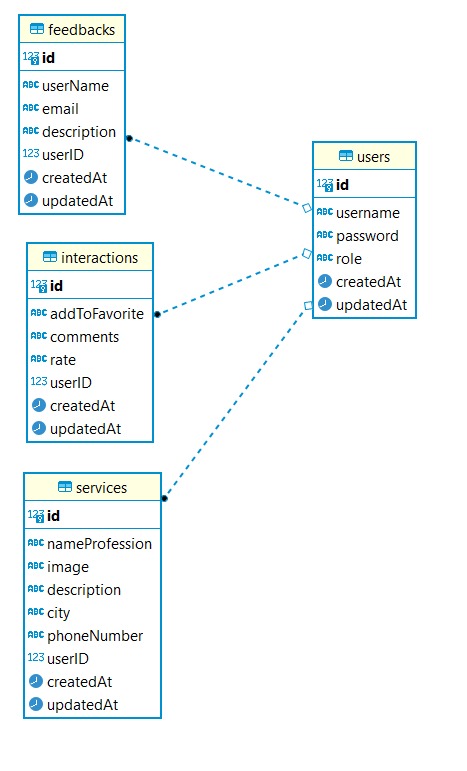 feedbacks
123 id
ABC userName
ABC email
ABC description
123 userID
createdAt
updatedAt
users
123 id
ABC username
ABC password
ABC role
createdAt
updatedAt
interactions
123 id
ABC addToFavorite
ABC comments
ABC rate
123 userID
createdAt
updatedAt
services
123 id
ABC nameProfession
ABC image
ABC description
ABC city
ABC phoneNumber
123 userID
createdAt
updatedAt